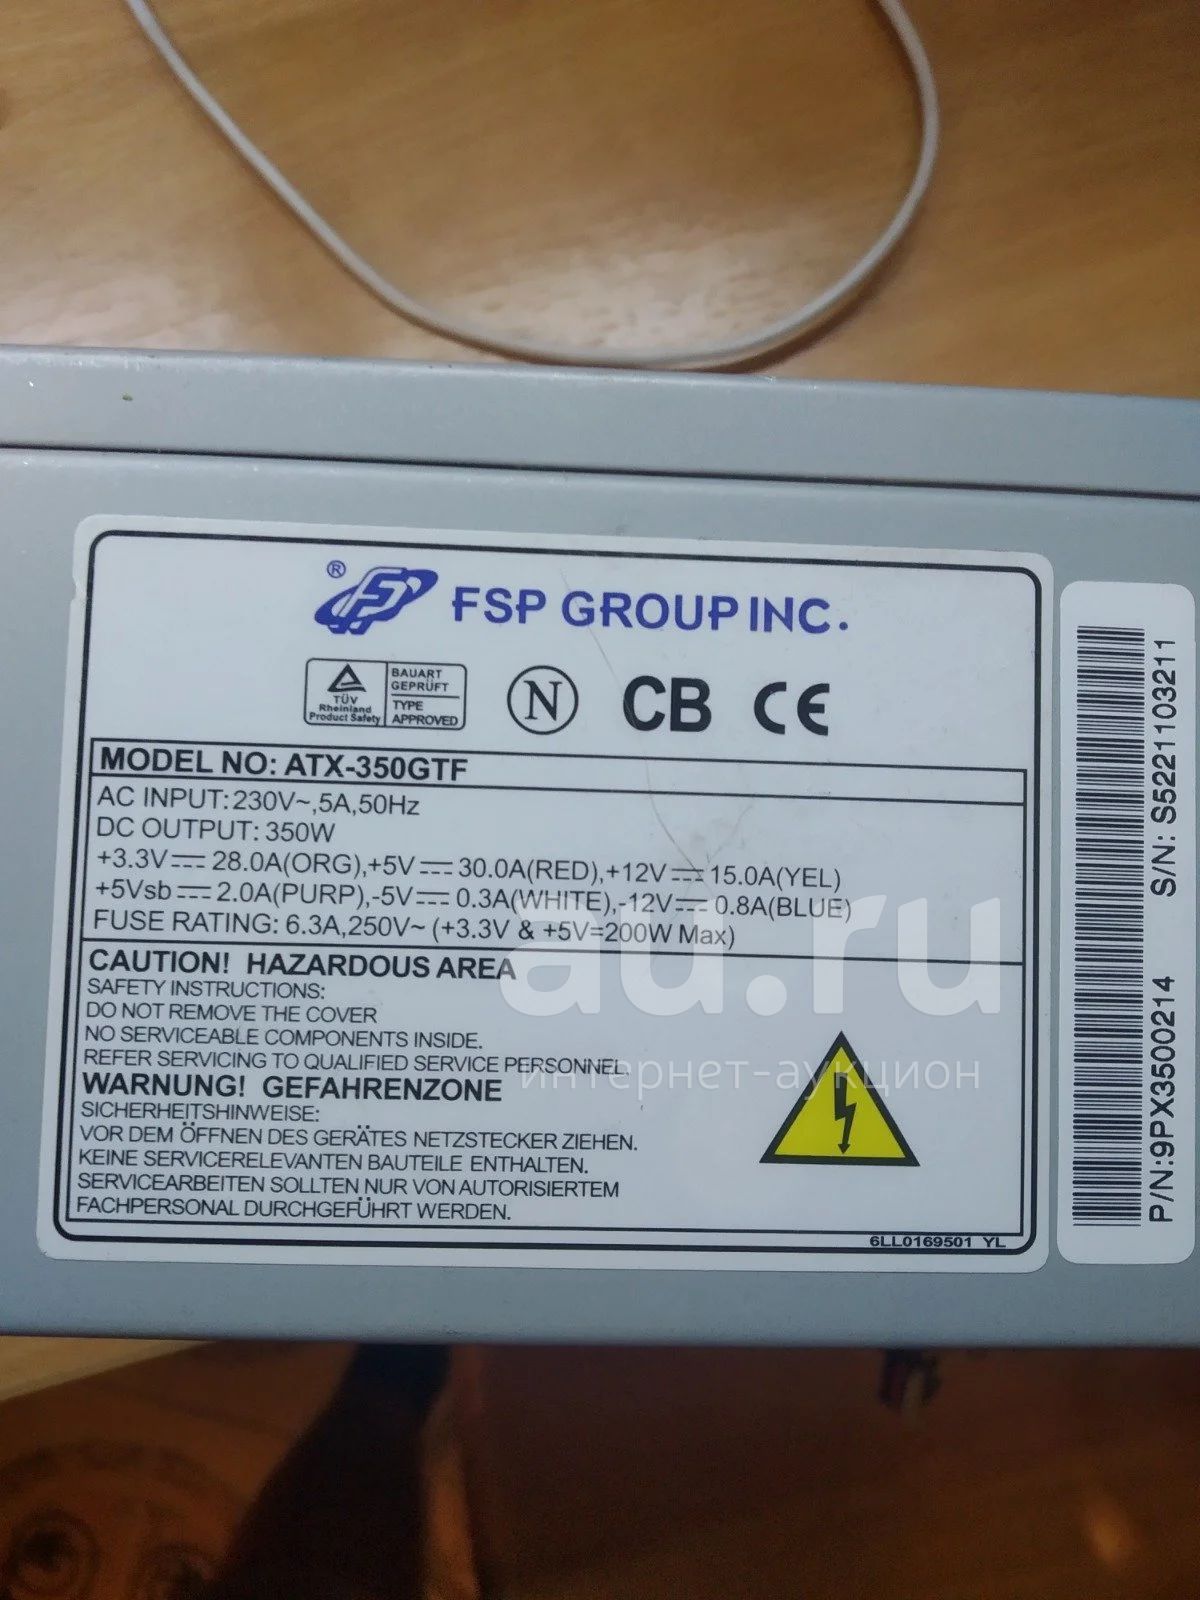 ® FSP GROUP INC.
TÜV
Rheinland
Product Safety
BAUART
GEPRÜFT
TYPE
APPROVED
N
CB CE
MODEL NO: ATX-350GTF
AC INPUT: 230V~,5A,50Hz
DC OUTPUT: 350W
+3.3V⎓28.0A(ORG),+5V⎓30.0A(RED),+12V⎓15.0A(YEL)
+5Vsb⎓2.0A(PURP),-5V⎓0.3A(WHITE),-12V⎓0.8A(BLUE)
FUSE RATING: 6.3A,250V~ (+3.3V & +5V=200W Max)
CAUTION! HAZARDOUS AREA
SAFETY INSTRUCTIONS:
DO NOT REMOVE THE COVER
NO SERVICEABLE COMPONENTS INSIDE.
REFER SERVICING TO QUALIFIED SERVICE PERSONNEL.
WARNUNG! GEFAHRENZONE
SICHERHEITSHINWEISE:
VOR DEM ÖFFNEN DES GERÄTES NETZSTECKER ZIEHEN.
KEINE SERVICERELEVANTEN BAUTEILE ENTHALTEN.
SERVICEARBEITEN SOLLTEN NUR VON AUTORISIERTEM
FACHPERSONAL DURCHGEFÜHRT WERDEN.
6LL0169501 YL
P/N:9PX3500214 S/N: S5221103211
au.ru
интернет-аукцион